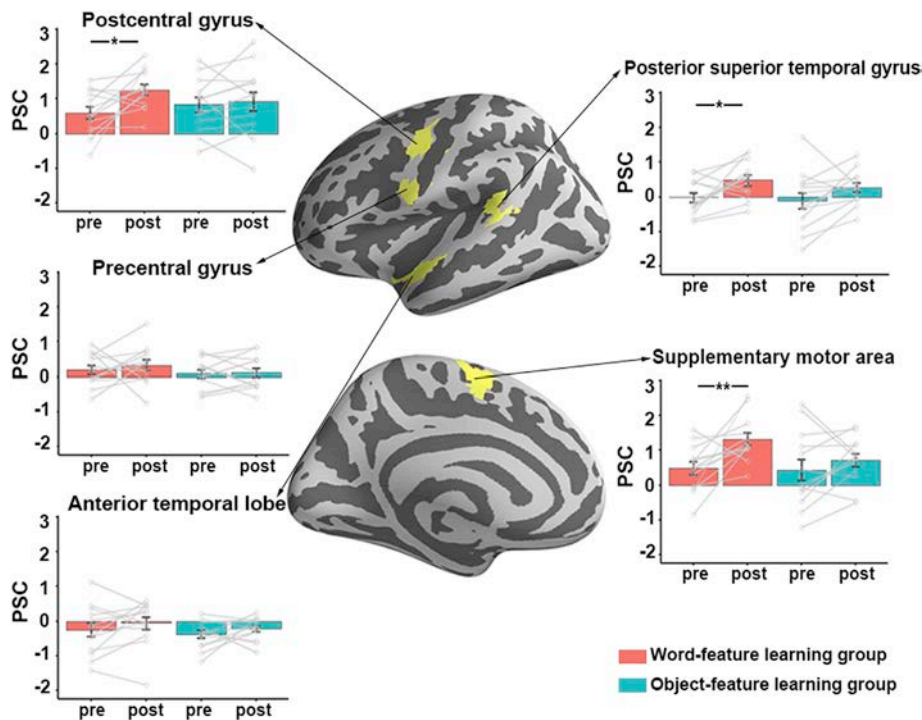 Postcentral gyrus
PSC
3
2
1
0
-1
-2
*
pre post pre post
Posterior superior temporal gyrus
PSC
3
2
1
0
-1
-2
*
pre post pre post
Precentral gyrus
PSC
3
2
1
0
-1
-2
pre post pre post
Supplementary motor area
PSC
3
2
1
0
-1
-2
**
pre post pre post
Anterior temporal lobe
PSC
3
2
1
0
-1
-2
pre post pre post
Word-feature learning group
Object-feature learning group